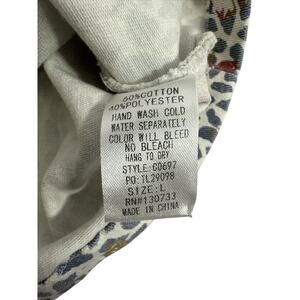 60%COTTON
40%POLYESTER
HAND WASH COLD
WATER SEPARATELY
COLOR WILL BLEED
NO BLEACH
HANG TO DRY
STYLE:C0697
PO:TL29098
SIZE:L
RN#130733
MADE IN CHINA